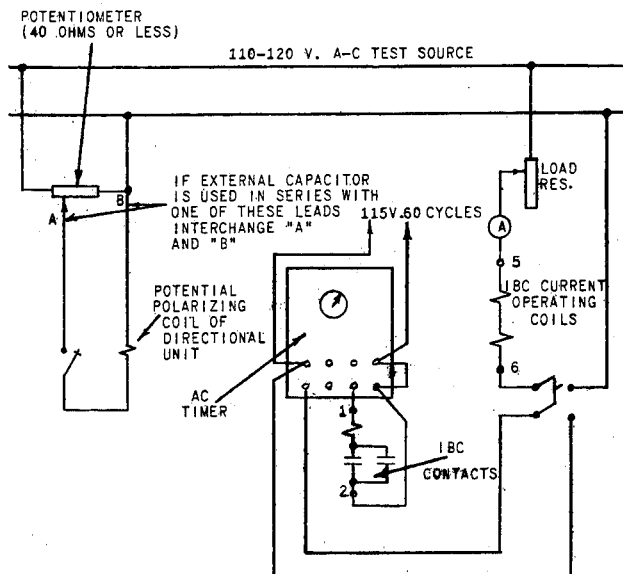 POTENTIOMETER
(40 OHMS OR LESS)
110-120 V. A-C TEST SOURCE
IF EXTERNAL CAPACITOR
IS USED IN SERIES WITH
ONE OF THESE LEADS
INTERCHANGE "A"
AND "B"
115V.60 CYCLES
LOAD
RES.
A
B
A
5
IBC CURRENT
OPERATING
COILS
POTENTIAL
POLARIZING
COIL OF
DIRECTIONAL
UNIT
6
AC
TIMER
1
IBC
CONTACTS
2